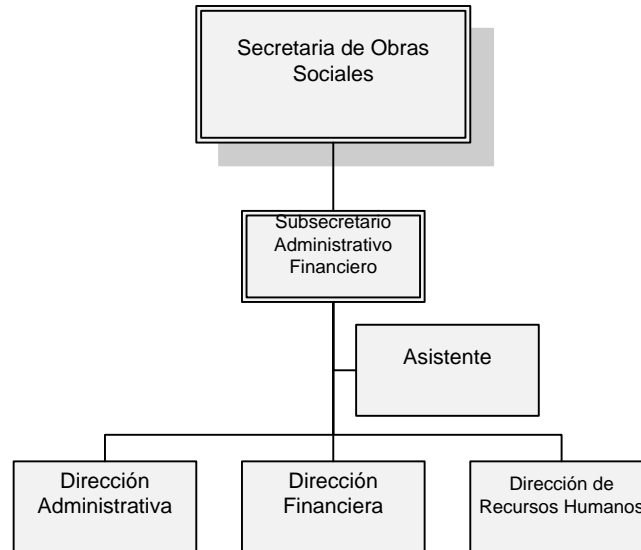 Secretaria de Obras
Sociales
Subsecretario
Administrativo
Financiero
Asistente
Dirección
Administrativa
Dirección
Financiera
Dirección de
Recursos Humanos